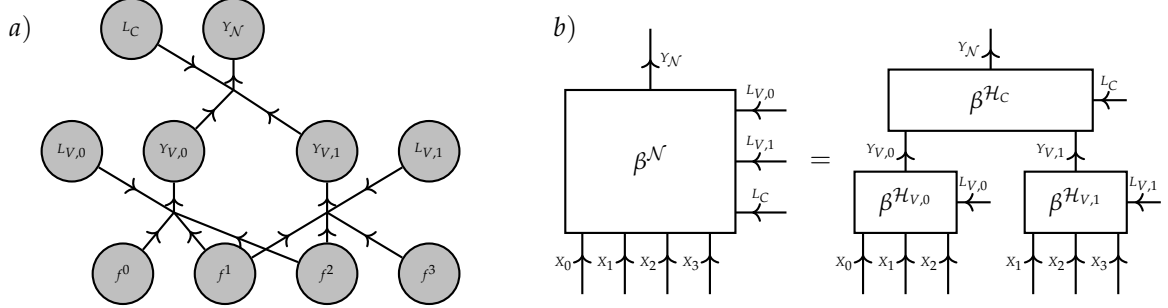 a)
L_C Y_𝒩
L_{V,0} Y_{V,0} Y_{V,1} L_{V,1}
f^0 f^1 f^2 f^3
b)
Y_𝒩
β^𝒩
L_{V,0}
L_{V,1}
L_C
X_0 X_1 X_2 X_3
=
Y_𝒩
β^{ℋ_C} L_C
Y_{V,0} Y_{V,1}
β^{ℋ_{V,0}} L_{V,0} β^{ℋ_{V,1}} L_{V,1}
X_0 X_1 X_2 X_1 X_2 X_3